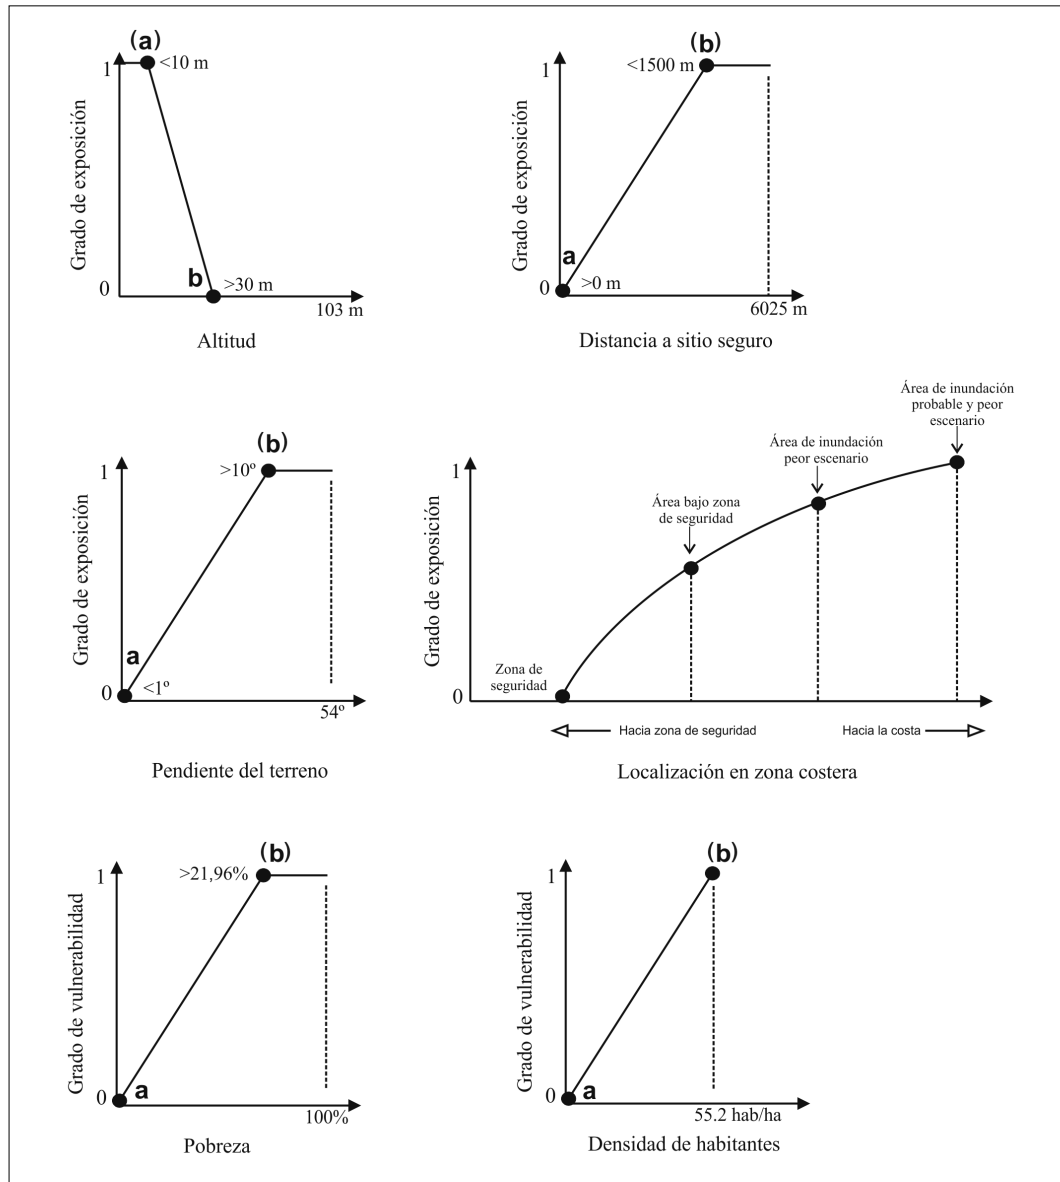 (a)
1
<10 m
Grado de exposición
b
>30 m
0
103 m
Altitud
(b)
<1500 m
1
Grado de exposición
a
>0 m
0
6025 m
Distancia a sitio seguro
(b)
>10º
1
Grado de exposición
a
<1º
0
54º
Pendiente del terreno
Área de inundación
probable y peor
escenario
Área de inundación
peor escenario
Área bajo zona
de seguridad
1
Grado de exposición
Zona de
seguridad
0
Hacia zona de seguridad
Hacia la costa
Localización en zona costera
(b)
>21,96%
1
Grado de vulnerabilidad
0
a
100%
Pobreza
(b)
1
Grado de vulnerabilidad
0
a
55.2 hab/ha
Densidad de habitantes